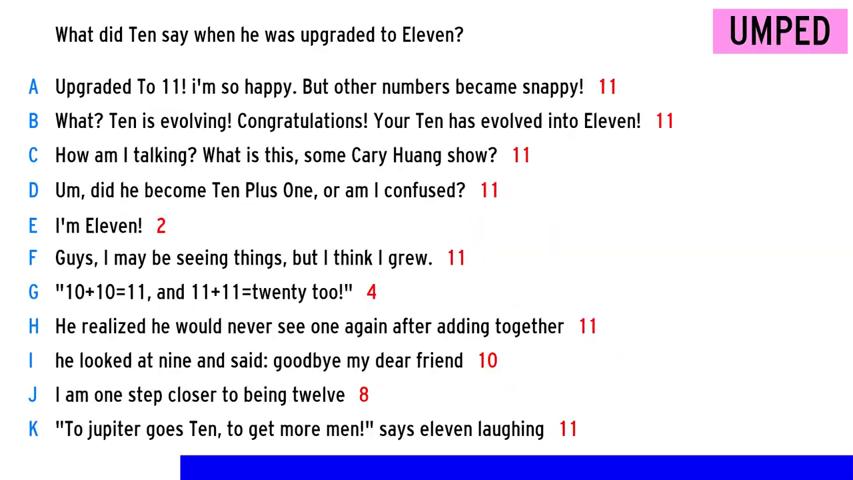 What did Ten say when he was upgraded to Eleven?
UMPED
A Upgraded To 11! i'm so happy. But other numbers became snappy! 11
B What? Ten is evolving! Congratulations! Your Ten has evolved into Eleven! 11
C How am I talking? What is this, some Cary Huang show? 11
D Um, did he become Ten Plus One, or am I confused? 11
E I'm Eleven! 2
F Guys, I may be seeing things, but I think I grew. 11
G "10+10=11, and 11+11=twenty too!" 4
H He realized he would never see one again after adding together 11
I he looked at nine and said: goodbye my dear friend 10
J I am one step closer to being twelve 8
K "To jupiter goes Ten, to get more men!" says eleven laughing 11